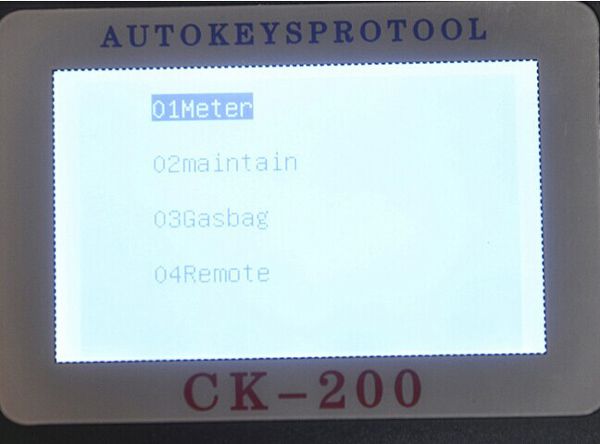 AUTOKEYSPROTOOL
01Meter
02maintain
03Gasbag
04Remote
CK-200